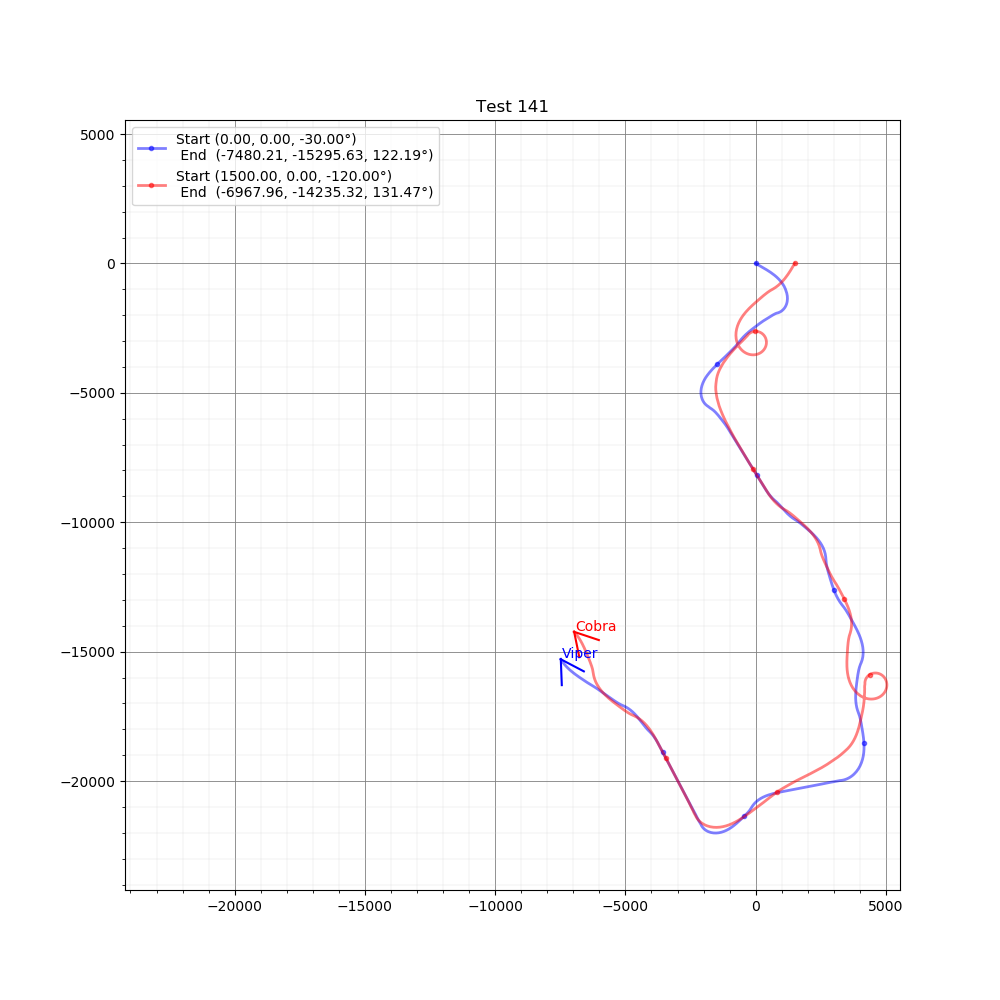 Test 141
Start (0.00, 0.00, -30.00°)
End (-7480.21, -15295.63, 122.19°)
Start (1500.00, 0.00, -120.00°)
End (-6967.96, -14235.32, 131.47°)
5000
0
−5000
−10000
−15000
−20000
Cobra
Viper
−20000 −15000 −10000 −5000 0 5000